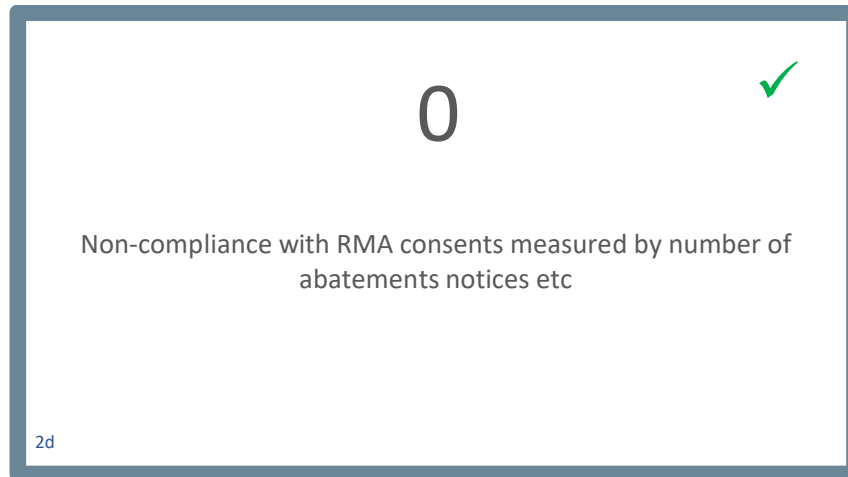 0
✓
Non-compliance with RMA consents measured by number of
abatements notices etc
2d